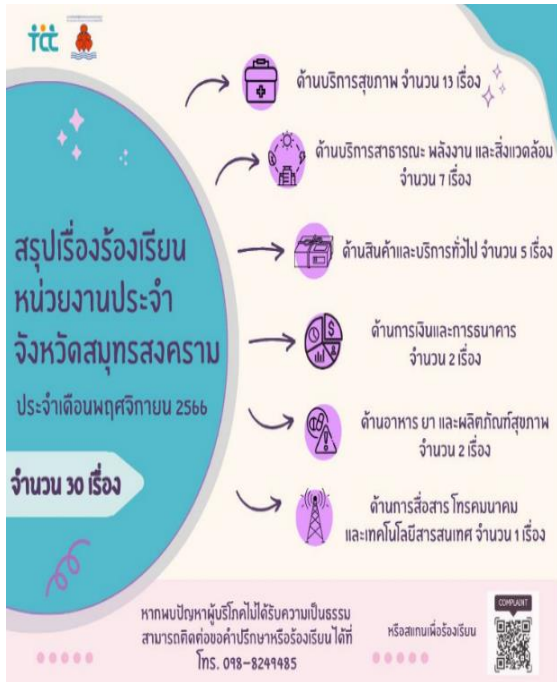 tcc
สรุปเรื่องร้องเรียน
หน่วยงานประจำ
จังหวัดสมุทรสงคราม
ประจำเดือนพฤศจิกายน 2566
จำนวน 30 เรื่อง
ด้านบริการสุขภาพ จำนวน 13 เรื่อง
ด้านบริการสาธารณะ พลังงาน และสิ่งแวดล้อม
จำนวน 7 เรื่อง
ด้านสินค้าและบริการทั่วไป จำนวน 5 เรื่อง
ด้านการเงินและการธนาคาร
จำนวน 2 เรื่อง
ด้านอาหาร ยา และผลิตภัณฑ์สุขภาพ
จำนวน 2 เรื่อง
ด้านการสื่อสาร โทรคมนาคม
และเทคโนโลยีสารสนเทศ จำนวน 1 เรื่อง
หากพบปัญหาผู้บริโภคไม่ได้รับความเป็นธรรม
สามารถติดต่อขอคำปรึกษาหรือร้องเรียนได้ที่
โทร. 098-8249485
หรือสแกนเพื่อร้องเรียน
COMPLAINT